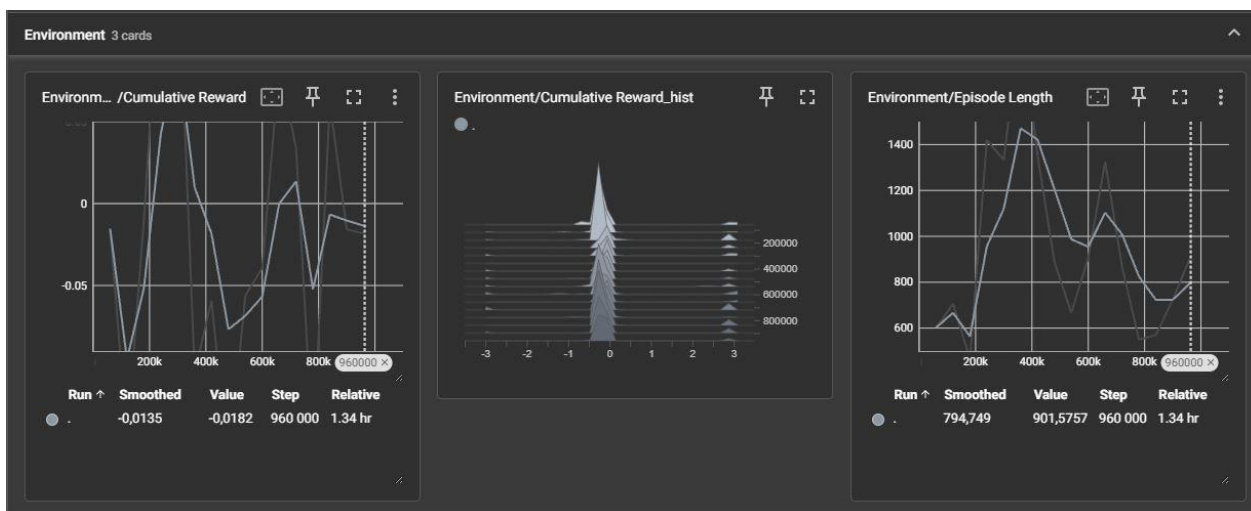 Environment 3 cards
Environm... /Cumulative Reward
0
-0.05
200k 400k 600k 800k 960000 ×
Run ↑ Smoothed Value Step Relative
. -0,0135 -0,0182 960 000 1.34 hr
Environment/Cumulative Reward_hist
.
200000
400000
600000
800000
-3 -2 -1 0 1 2 3
Environment/Episode Length
1400
1200
1000
800
600
200k 400k 600k 800k 960000 ×
Run ↑ Smoothed Value Step Relative
. 794,749 901,5757 960 000 1.34 hr